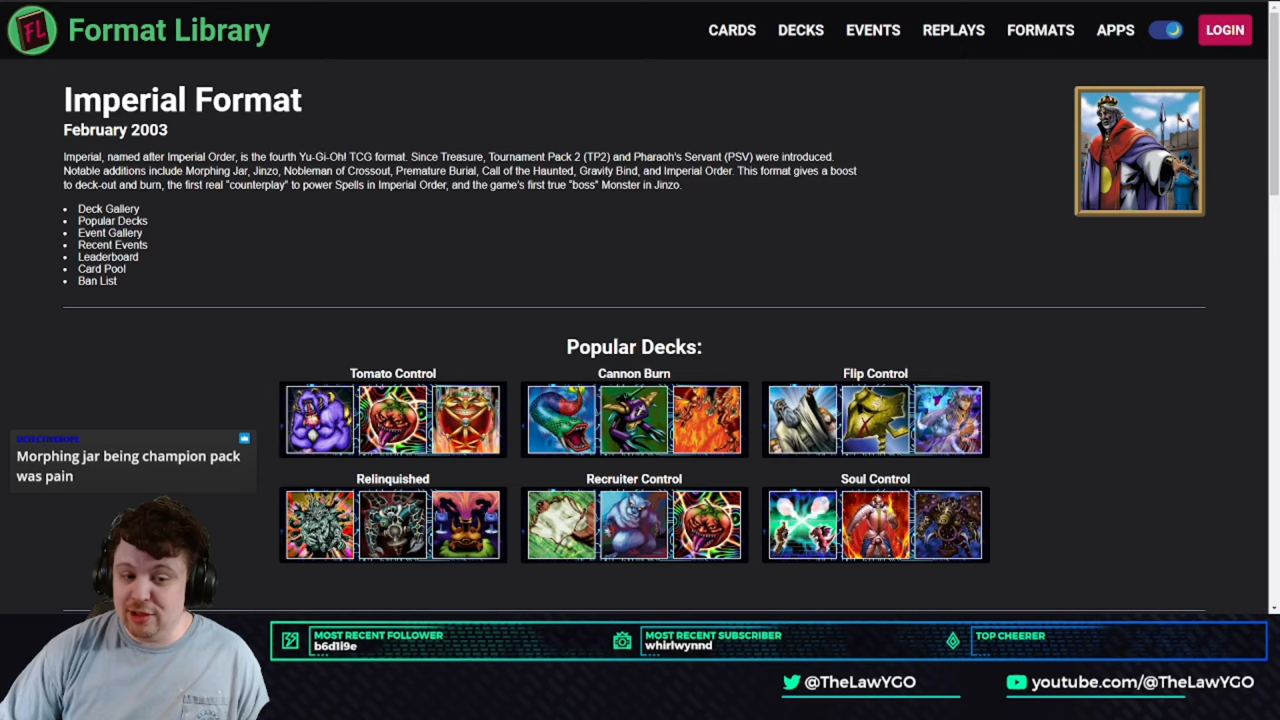 FL
Format Library
CARDS DECKS EVENTS REPLAYS FORMATS APPS LOGIN
Imperial Format
February 2003
Imperial, named after Imperial Order, is the fourth Yu-Gi-Oh! TCG format. Since Treasure, Tournament Pack 2 (TP2) and Pharaoh's Servant (PSV) were introduced.
Notable additions include Morphing Jar, Jinzo, Nobleman of Crossout, Premature Burial, Call of the Haunted, Gravity Bind, and Imperial Order. This format gives a boost
to deck-out and burn, the first real "counterplay" to power Spells in Imperial Order, and the game's first true "boss" Monster in Jinzo.
Deck Gallery
Popular Decks
Event Gallery
Recent Events
Leaderboard
Card Pool
Ban List
Popular Decks:
Tomato Control Cannon Burn Flip Control
Morphing jar being champion pack
was pain
Relinquished Recruiter Control Soul Control
MOST RECENT FOLLOWER
b6d1i9e
MOST RECENT SUBSCRIBER
whirlwynnd
TOP CHEERER
@TheLawYGO
youtube.com/@TheLawYGO